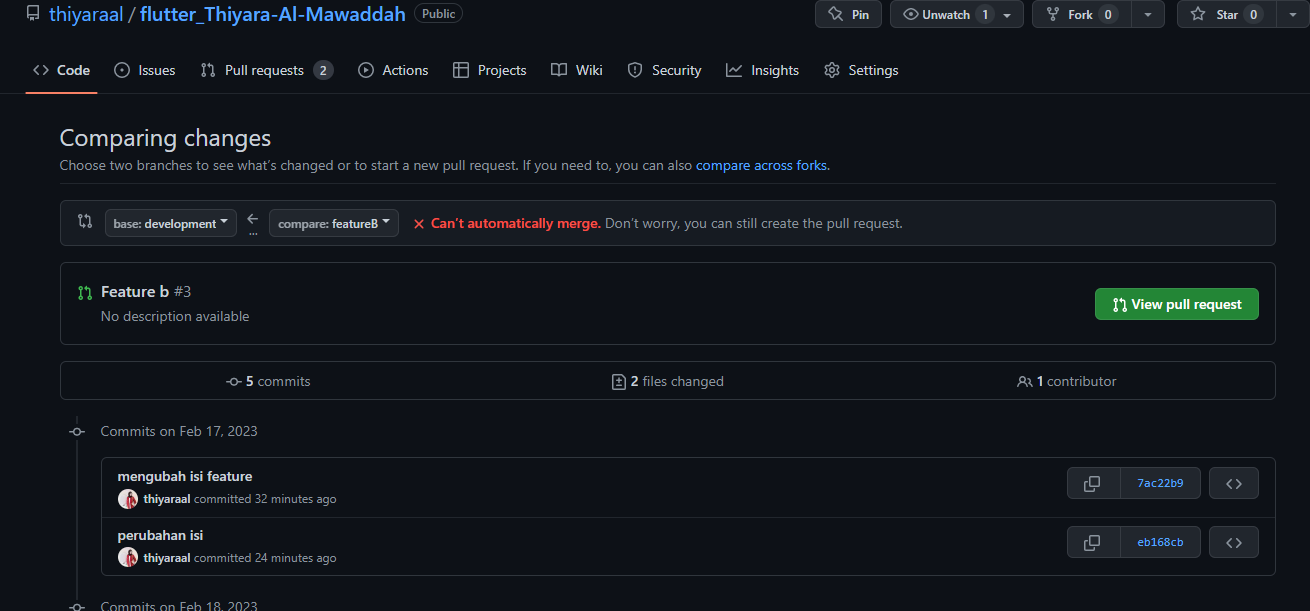 thiyaraal / flutter_Thiyara-Al-Mawaddah Public Pin Unwatch 1 Fork 0 Star 0
Code Issues Pull requests 2 Actions Projects Wiki Security Insights Settings
Comparing changes
Choose two branches to see what's changed or to start a new pull request. If you need to, you can also compare across forks.
base: development ← ... compare: featureB Can't automatically merge. Don't worry, you can still create the pull request.
Feature b #3
No description available
View pull request
5 commits 2 files changed 1 contributor
Commits on Feb 17, 2023
mengubah isi feature
thiyaraal committed 32 minutes ago
7ac22b9
perubahan isi
thiyaraal committed 24 minutes ago
eb168cb
Commits on Feb 18, 2023